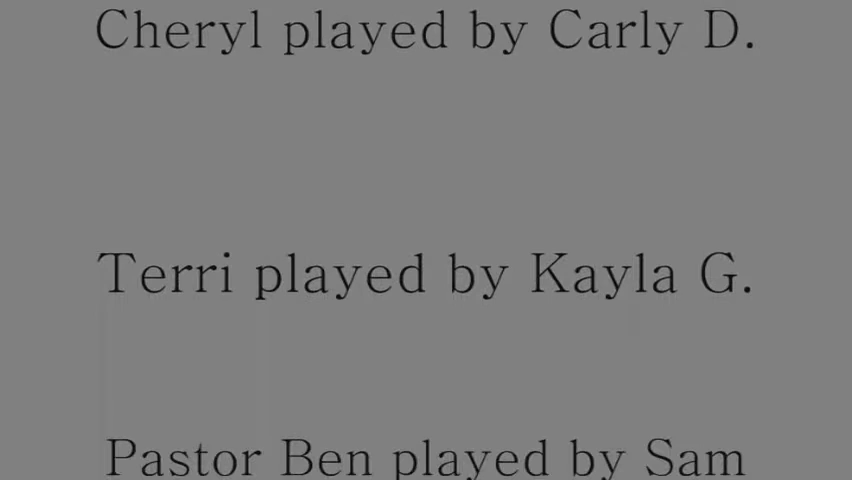 Cheryl played by Carly D.
Terri played by Kayla G.
Pastor Ben played by Sam